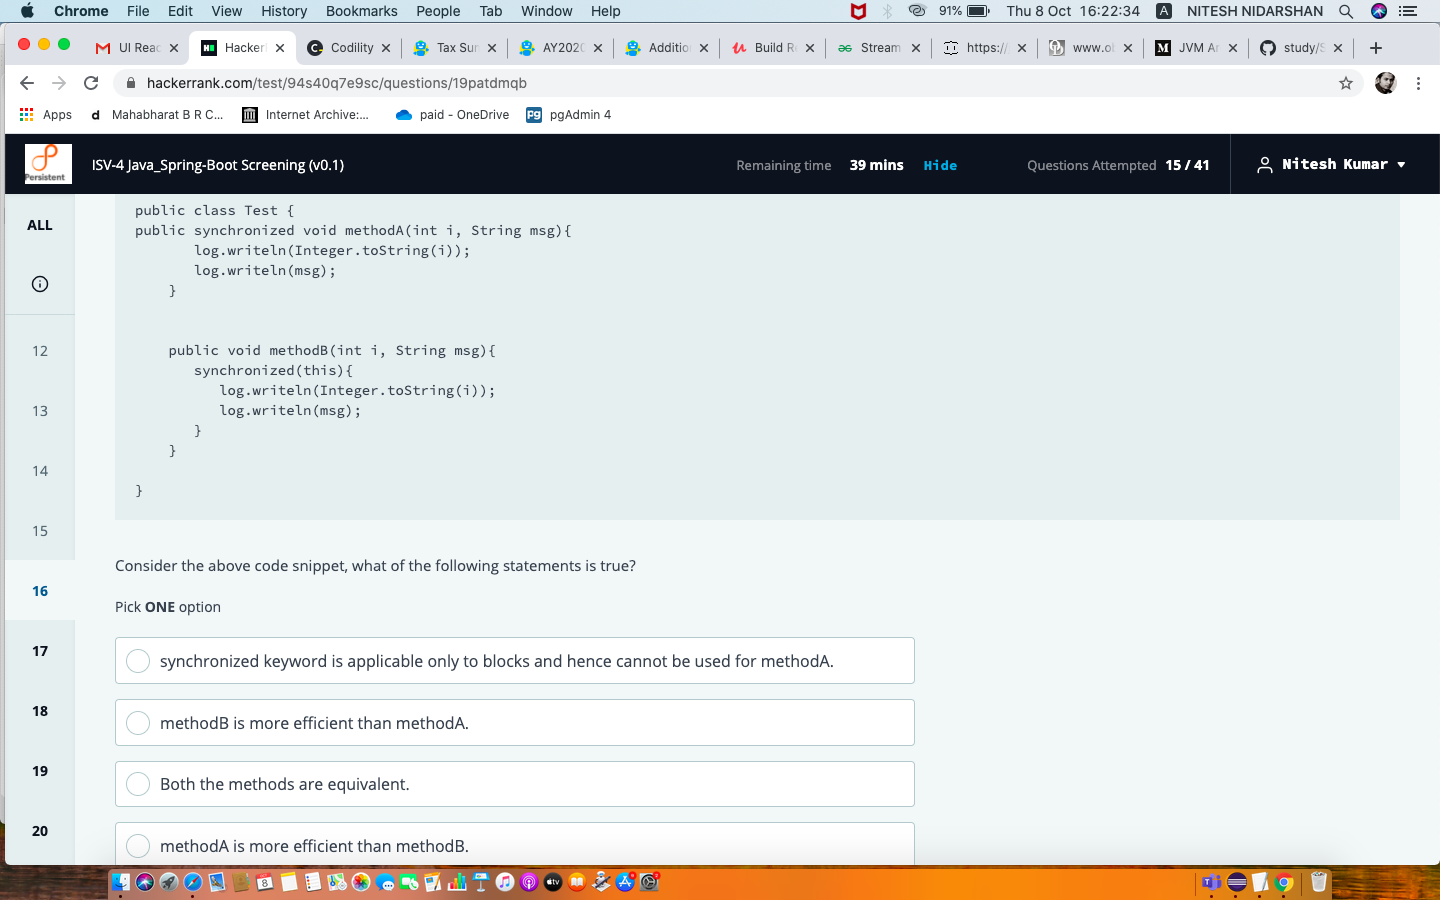 Chrome File Edit View History Bookmarks People Tab Window Help 91% Thu 8 Oct 16:22:34 A NITESH NIDARSHAN
UI Reac Hacker Codility Tax Sur AY202 Additio Build R Stream https:// www.o JVM Ar study/S
hackerrank.com/test/94s40q7e9sc/questions/19patdmqb
Apps Mahabharat B R C... Internet Archive:... paid - OneDrive pgAdmin 4
Persistent
ISV-4 Java_Spring-Boot Screening (v0.1) Remaining time 39 mins Hide Questions Attempted 15 / 41 Nitesh Kumar
ALL
12
13
14
15
16
17
18
19
20
public class Test {
public synchronized void methodA(int i, String msg){
log.writeln(Integer.toString(i));
log.writeln(msg);
}
public void methodB(int i, String msg){
synchronized(this){
log.writeln(Integer.toString(i));
log.writeln(msg);
}
}
}
Consider the above code snippet, what of the following statements is true?
Pick ONE option
synchronized keyword is applicable only to blocks and hence cannot be used for methodA.
methodB is more efficient than methodA.
Both the methods are equivalent.
methodA is more efficient than methodB.